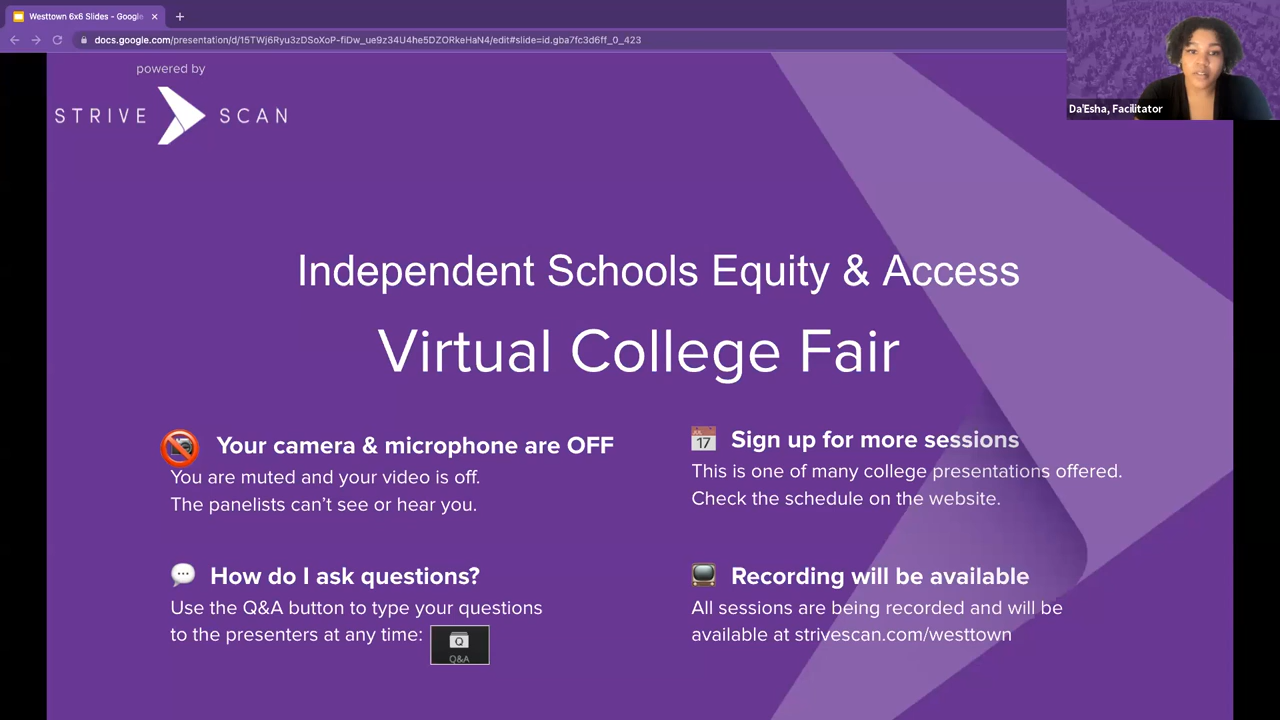 Westtown 6x6 Slides - Google
docs.google.com/presentation/d/15TWj6Ryu3zDSoXoP-fiDw_ue9z34U4he5DZORkeHaN4/edit#slide=id.gba7fc3d6ff_0_423
powered by
STRIVE SCAN
Da'Esha, Facilitator
Independent Schools Equity & Access
Virtual College Fair
Your camera & microphone are OFF
You are muted and your video is off.
The panelists can't see or hear you.
JUL
17
Sign up for more sessions
This is one of many college presentations offered.
Check the schedule on the website.
How do I ask questions?
Use the Q&A button to type your questions
to the presenters at any time:
Q
Q&A
Recording will be available
All sessions are being recorded and will be
available at strivescan.com/westtown